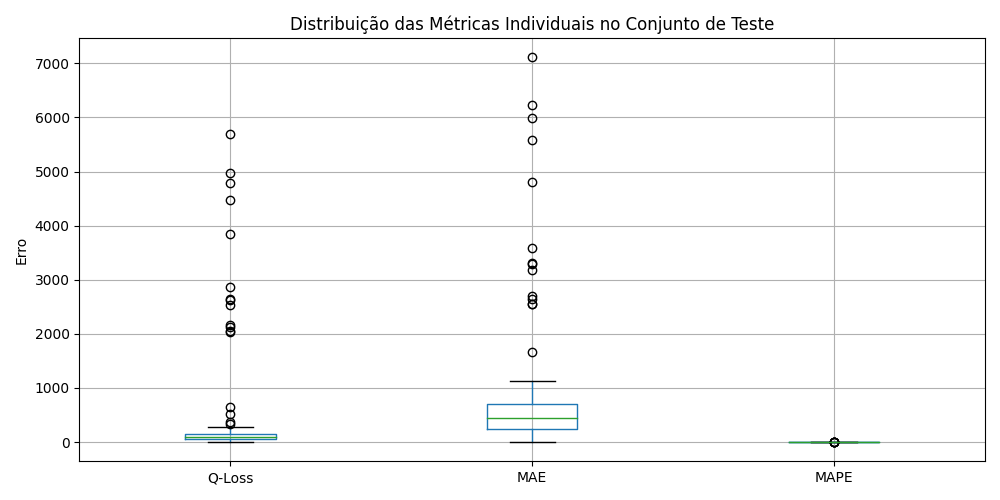 Distribuição das Métricas Individuais no Conjunto de Teste
7000
6000
5000
4000
3000
2000
1000
0
Erro
Q-Loss
MAE
MAPE